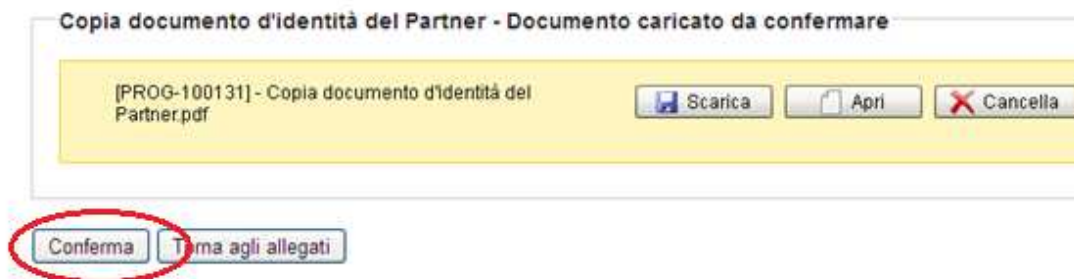 Copia documento d'identità del Partner - Documento caricato da confermare
[PROG-100131] - Copia documento d'identità del
Partner.pdf
Scarica
Apri
Cancella
Conferma
Torna agli allegati